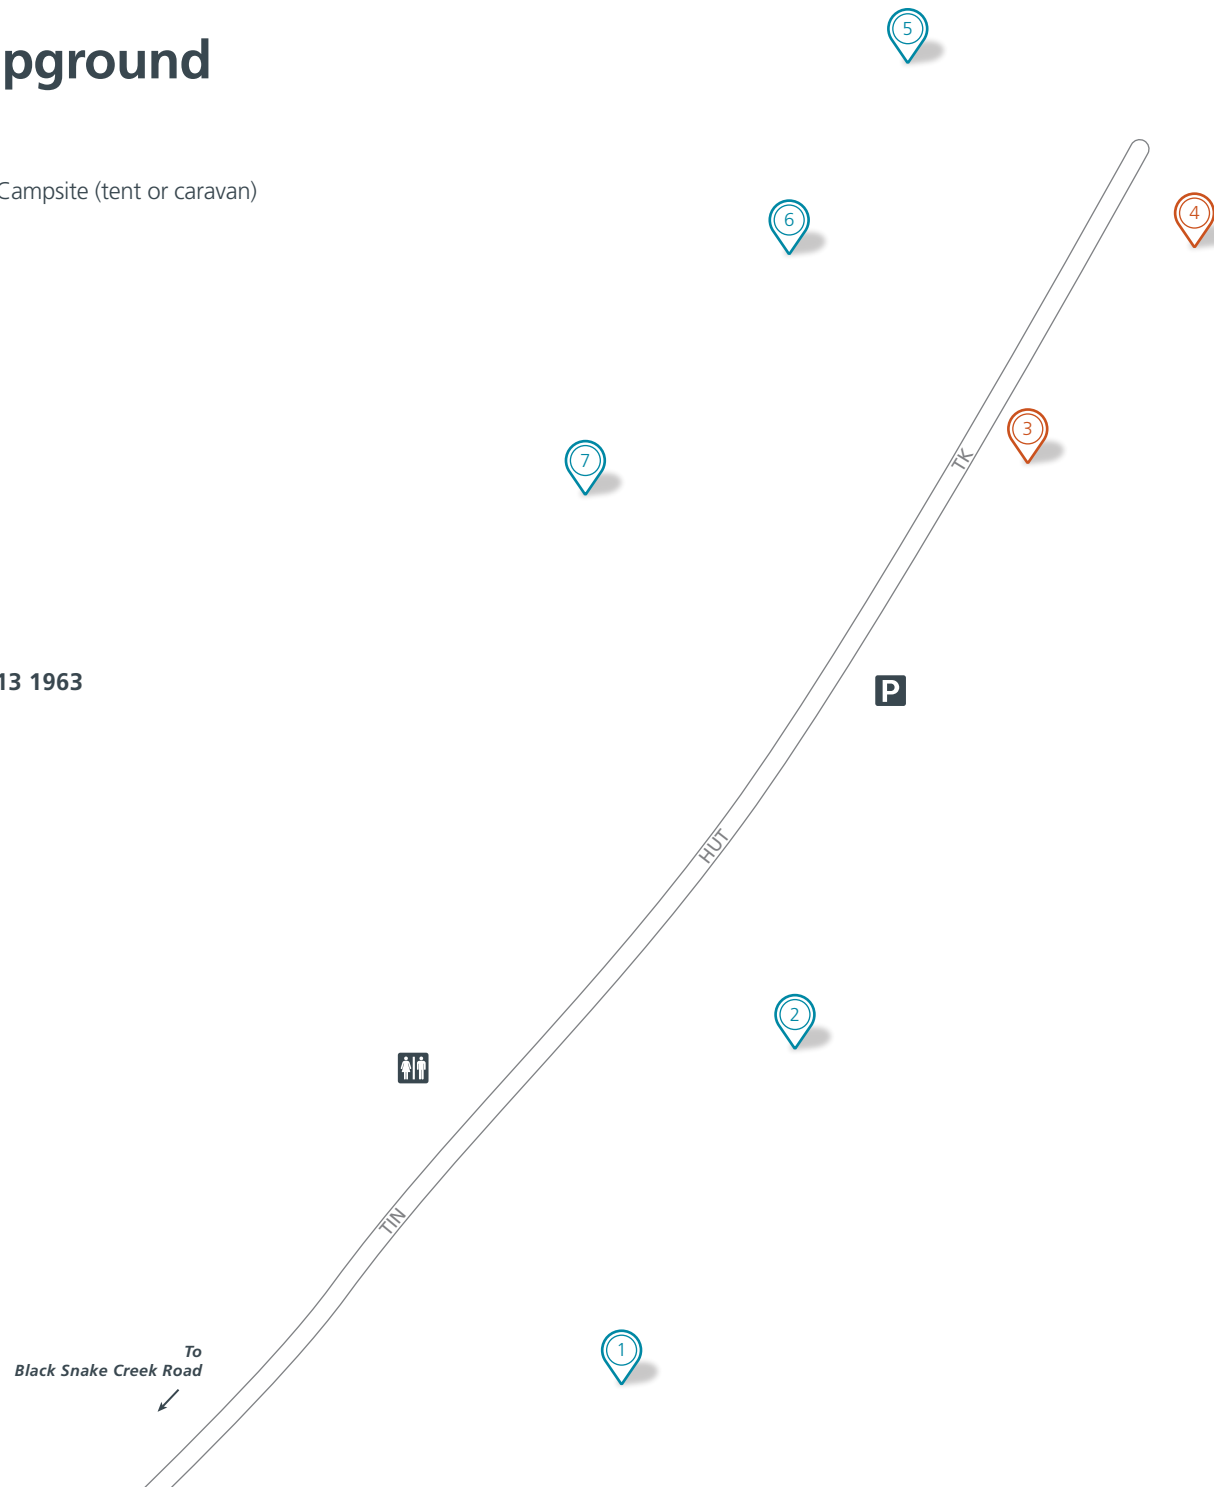 pground
Campsite (tent or caravan)
5
6
4
3
7
TK
13 1963
P
HUT
2
TIN
1
To
Black Snake Creek Road